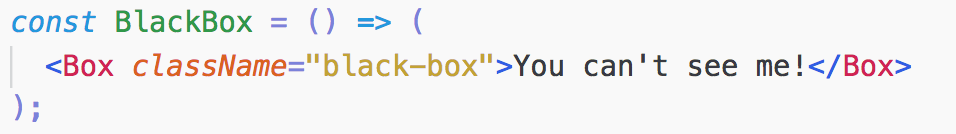 const BlackBox = () => (
  <Box className="black-box">You can't see me!</Box>
);